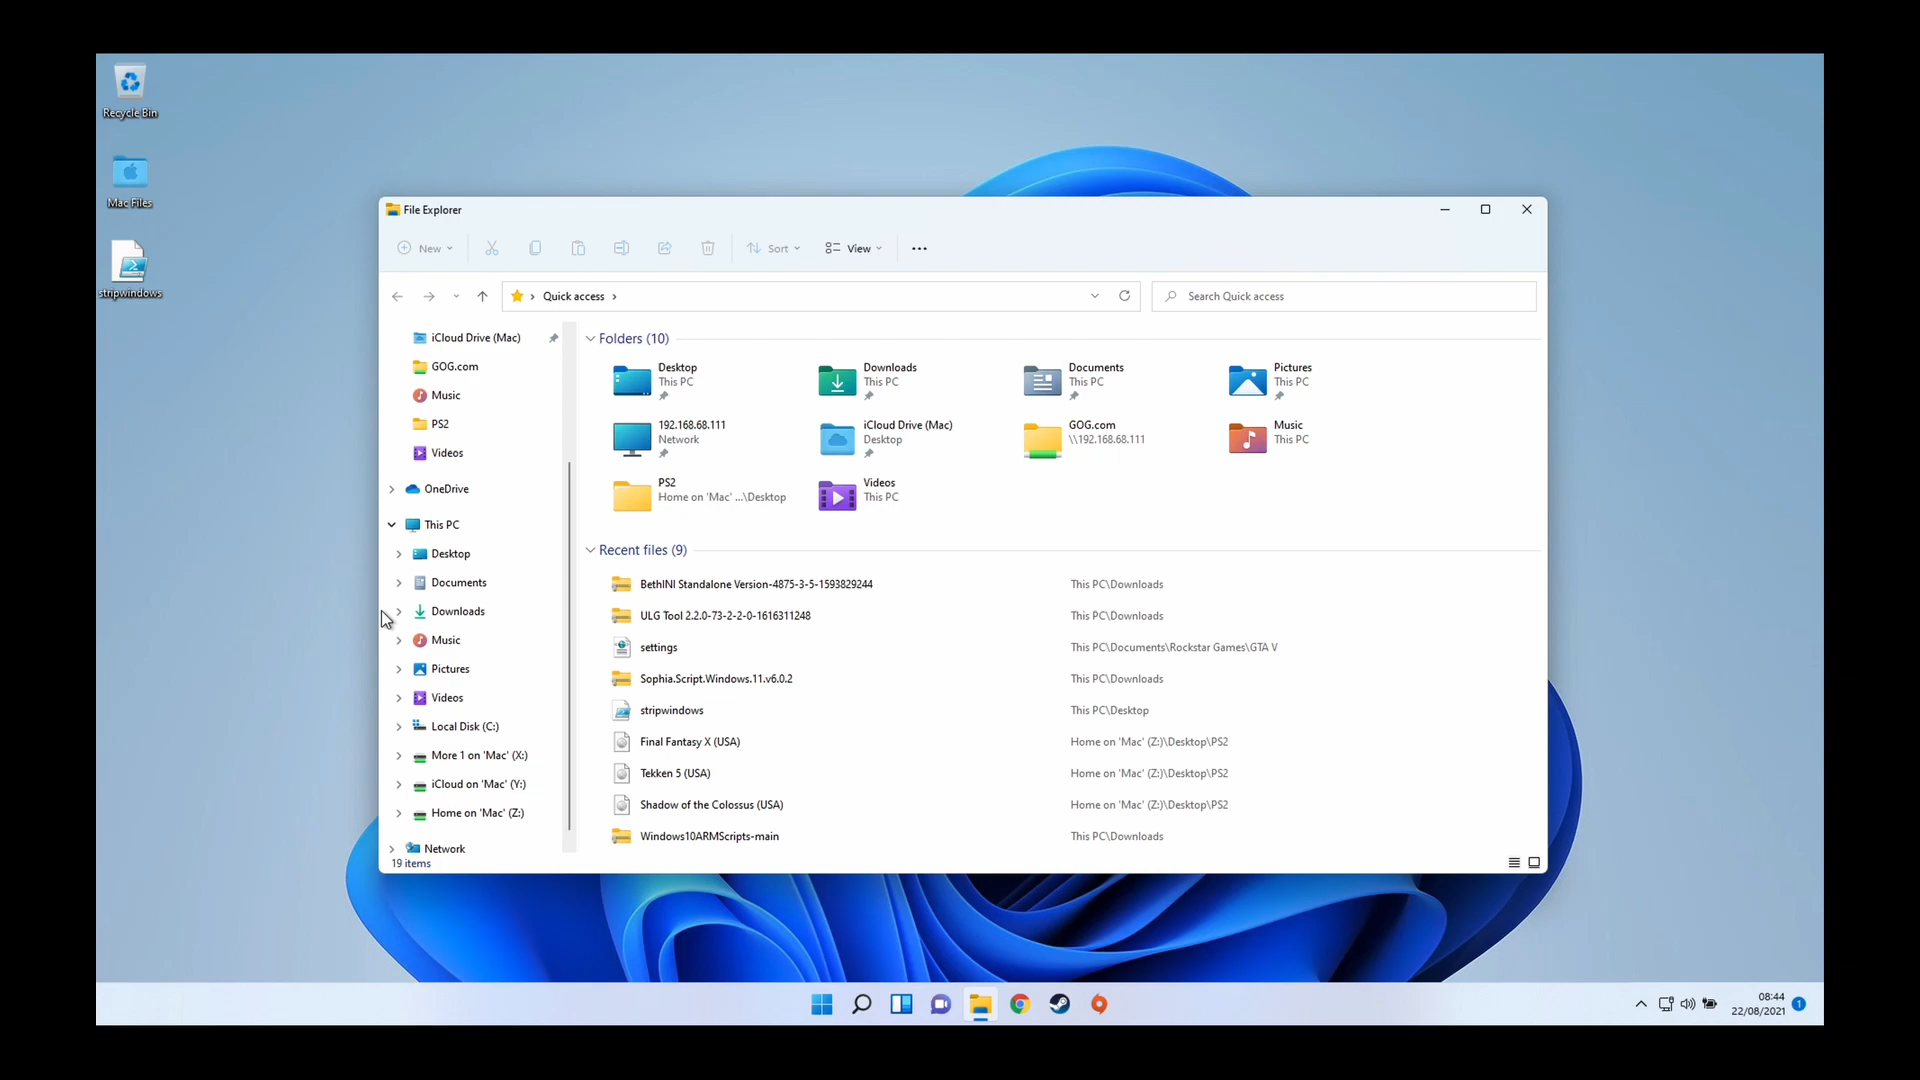 Recycle Bin
Mac Files
stripwindows
File Explorer
New
Sort
View
Quick access
Search Quick access
iCloud Drive (Mac)
GOG.com
Music
PS2
Videos
OneDrive
This PC
Desktop
Documents
Downloads
Music
Pictures
Videos
Local Disk (C:)
More 1 on 'Mac' (X:)
iCloud on 'Mac' (Y:)
Home on 'Mac' (Z:)
Network
19 items
Folders (10)
Desktop
This PC
Downloads
This PC
Documents
This PC
Pictures
This PC
192.168.68.111
Network
iCloud Drive (Mac)
Desktop
GOG.com
\\192.168.68.111
Music
This PC
PS2
Home on 'Mac' ...\Desktop
Videos
This PC
Recent files (9)
BethINI Standalone Version-4875-3-5-1593829244 This PC\Downloads
ULG Tool 2.2.0-73-2-2-0-1616311248 This PC\Downloads
settings This PC\Documents\Rockstar Games\GTA V
Sophia.Script.Windows.11.v6.0.2 This PC\Downloads
stripwindows This PC\Desktop
Final Fantasy X (USA) Home on 'Mac' (Z:)\Desktop\PS2
Tekken 5 (USA) Home on 'Mac' (Z:)\Desktop\PS2
Shadow of the Colossus (USA) Home on 'Mac' (Z:)\Desktop\PS2
Windows10ARMScripts-main This PC\Downloads
08:44
22/08/2021
1